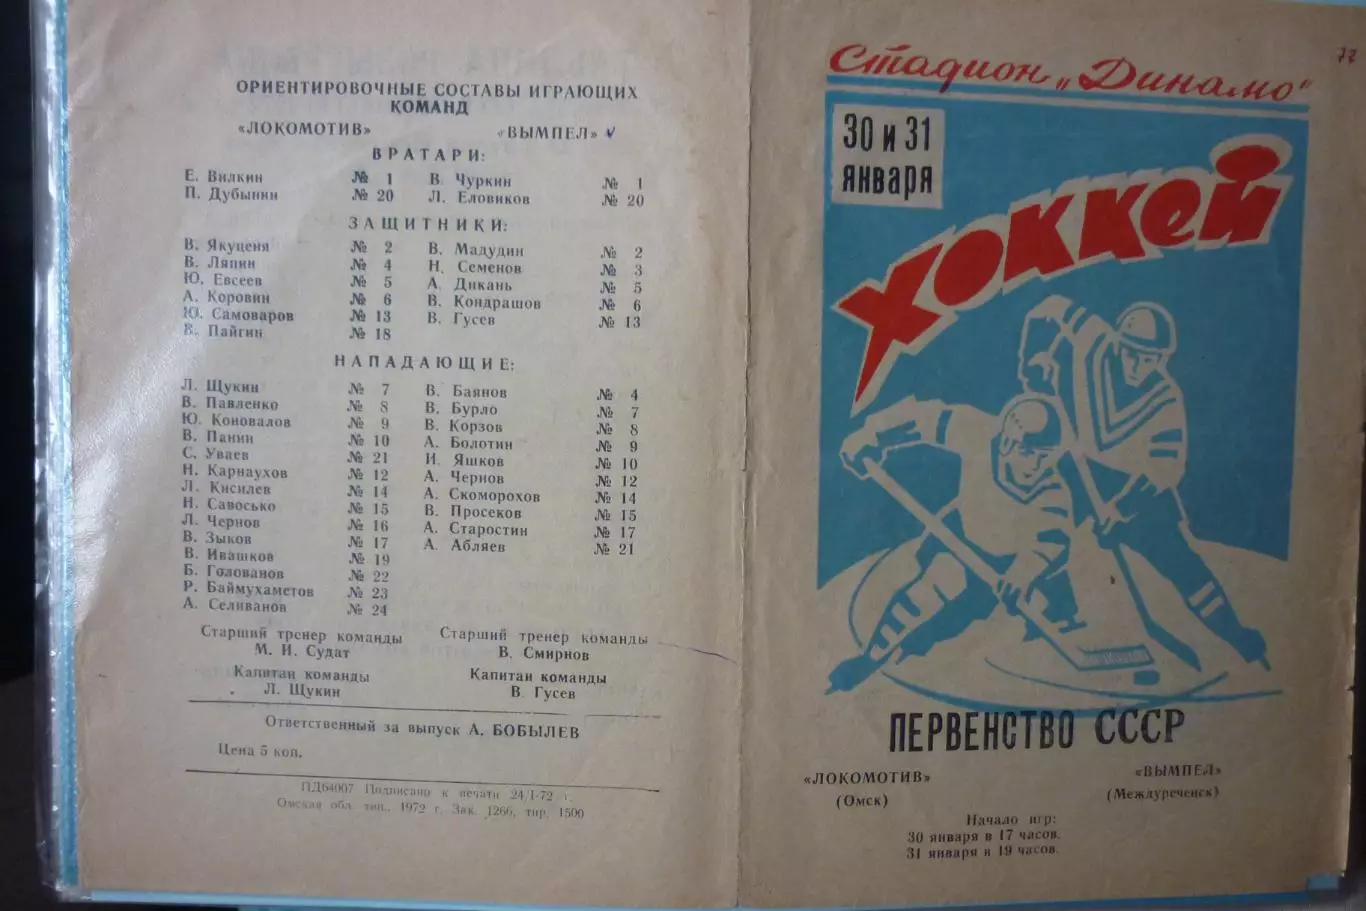 ОРИЕНТИРОВОЧНЫЕ СОСТАВЫ ИГРАЮЩИХ
КОМАНД
«ЛОКОМОТИВ» «ВЫМПЕЛ»
ВРАТАРИ:
Е. Вилкин № 1 В. Чуркин № 1
П. Дубынин № 20 Л. Еловиков № 20
ЗАЩИТНИКИ:
В. Якуценя № 2 В. Мадудин № 2
В. Ляпин № 4 Н. Семенов № 3
Ю. Евсеев № 5 А. Дикань № 5
А. Коровин № 6 В. Кондрашов № 6
Ю. Самоваров № 13 В. Гусев № 13
В. Пайгин № 18
НАПАДАЮЩИЕ:
Л. Щукин № 7 В. Баянов № 4
В. Павленко № 8 В. Бурло № 7
Ю. Коновалов № 9 В. Корзов № 8
В. Панин № 10 А. Болотин № 9
С. Уваев № 21 И. Яшков № 10
Н. Карнаухов № 12 А. Чернов № 12
Л. Кисилев № 14 А. Скоморохов № 14
Н. Савосько № 15 В. Просеков № 15
Л. Чернов № 16 А. Старостин № 17
В. Зыков № 17 А. Абляев № 21
В. Ивашков № 19
Б. Голованов № 22
Р. Баймухаметов № 23
А. Селиванов № 24
Старший тренер команды Старший тренер команды
М. И. Судат В. Смирнов
Капитан команды Капитан команды
Л. Щукин В. Гусев
Ответственный за выпуск А. БОБЫЛЕВ
Цена 5 коп.
ПД64007 Подписано к печати 24/I-72 г.
Омская обл. тип., 1972 г. Зак. 1266, тир. 1500
Стадион „Динамо“
72
30 и 31
января
ХОККЕЙ
ПЕРВЕНСТВО СССР
«ЛОКОМОТИВ» «ВЫМПЕЛ»
(Омск) (Междуреченск)
Начало игр:
30 января в 17 часов.
31 января в 19 часов.